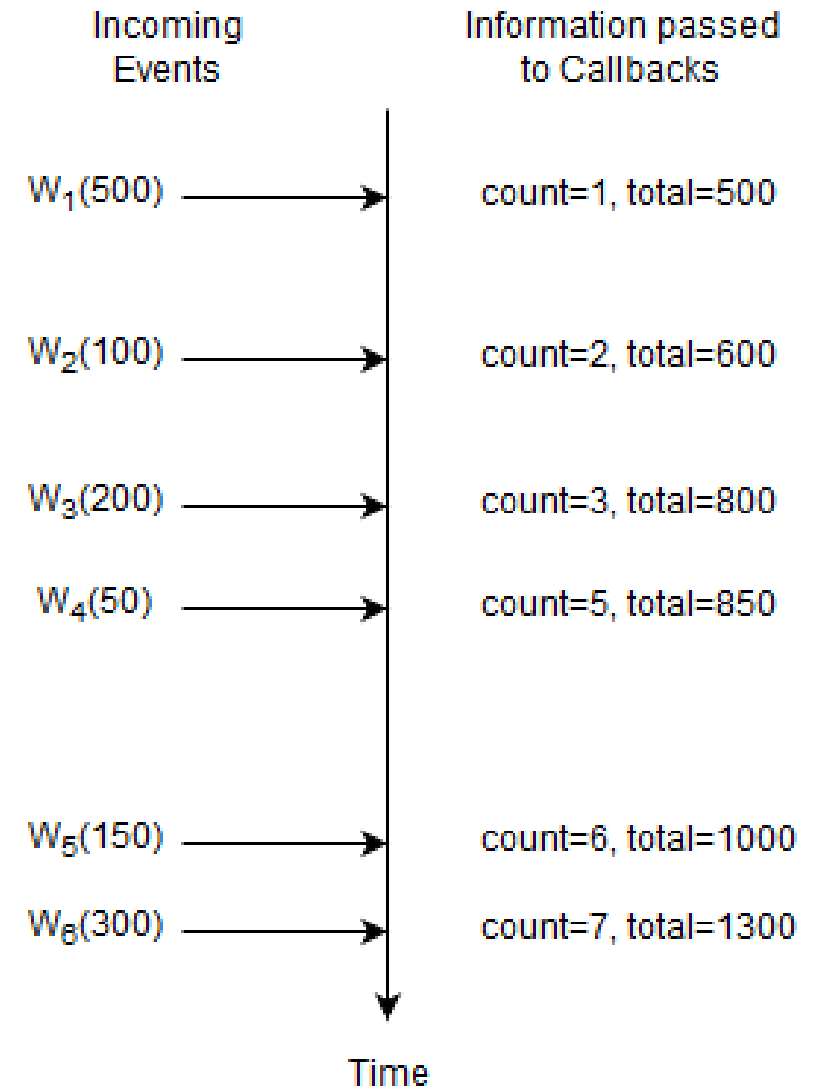 Incoming
Events
Information passed
to Callbacks
W₁(500)
count=1, total=500
W₂(100)
count=2, total=600
W₃(200)
count=3, total=800
W₄(50)
count=5, total=850
W₅(150)
count=6, total=1000
W₆(300)
count=7, total=1300
Time